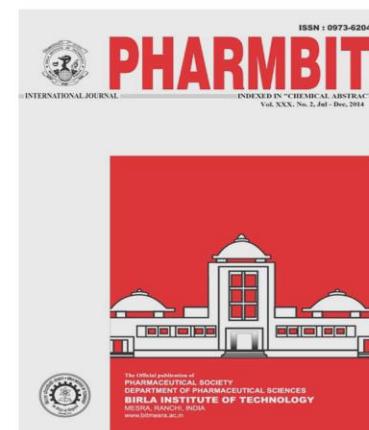 ISSN : 0973-6204
PHARMBIT
INTERNATIONAL JOURNAL
INDEXED IN "CHEMICAL ABSTRAC
Vol. XXX. No. 2, Jul - Dec, 2014
The Official publication of
PHARMACEUTICAL SOCIETY
DEPARTMENT OF PHARMACEUTICAL SCIENCES
BIRLA INSTITUTE OF TECHNOLOGY
MESRA, RANCHI, INDIA
www.bitmesra.ac.in